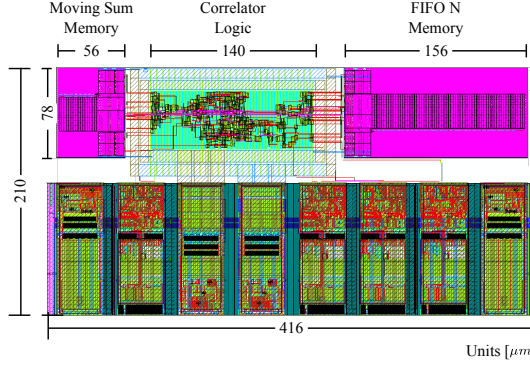 Moving Sum
Memory
Correlator
Logic
FIFO N
Memory
56
140
156
78
210
416
Units [μm